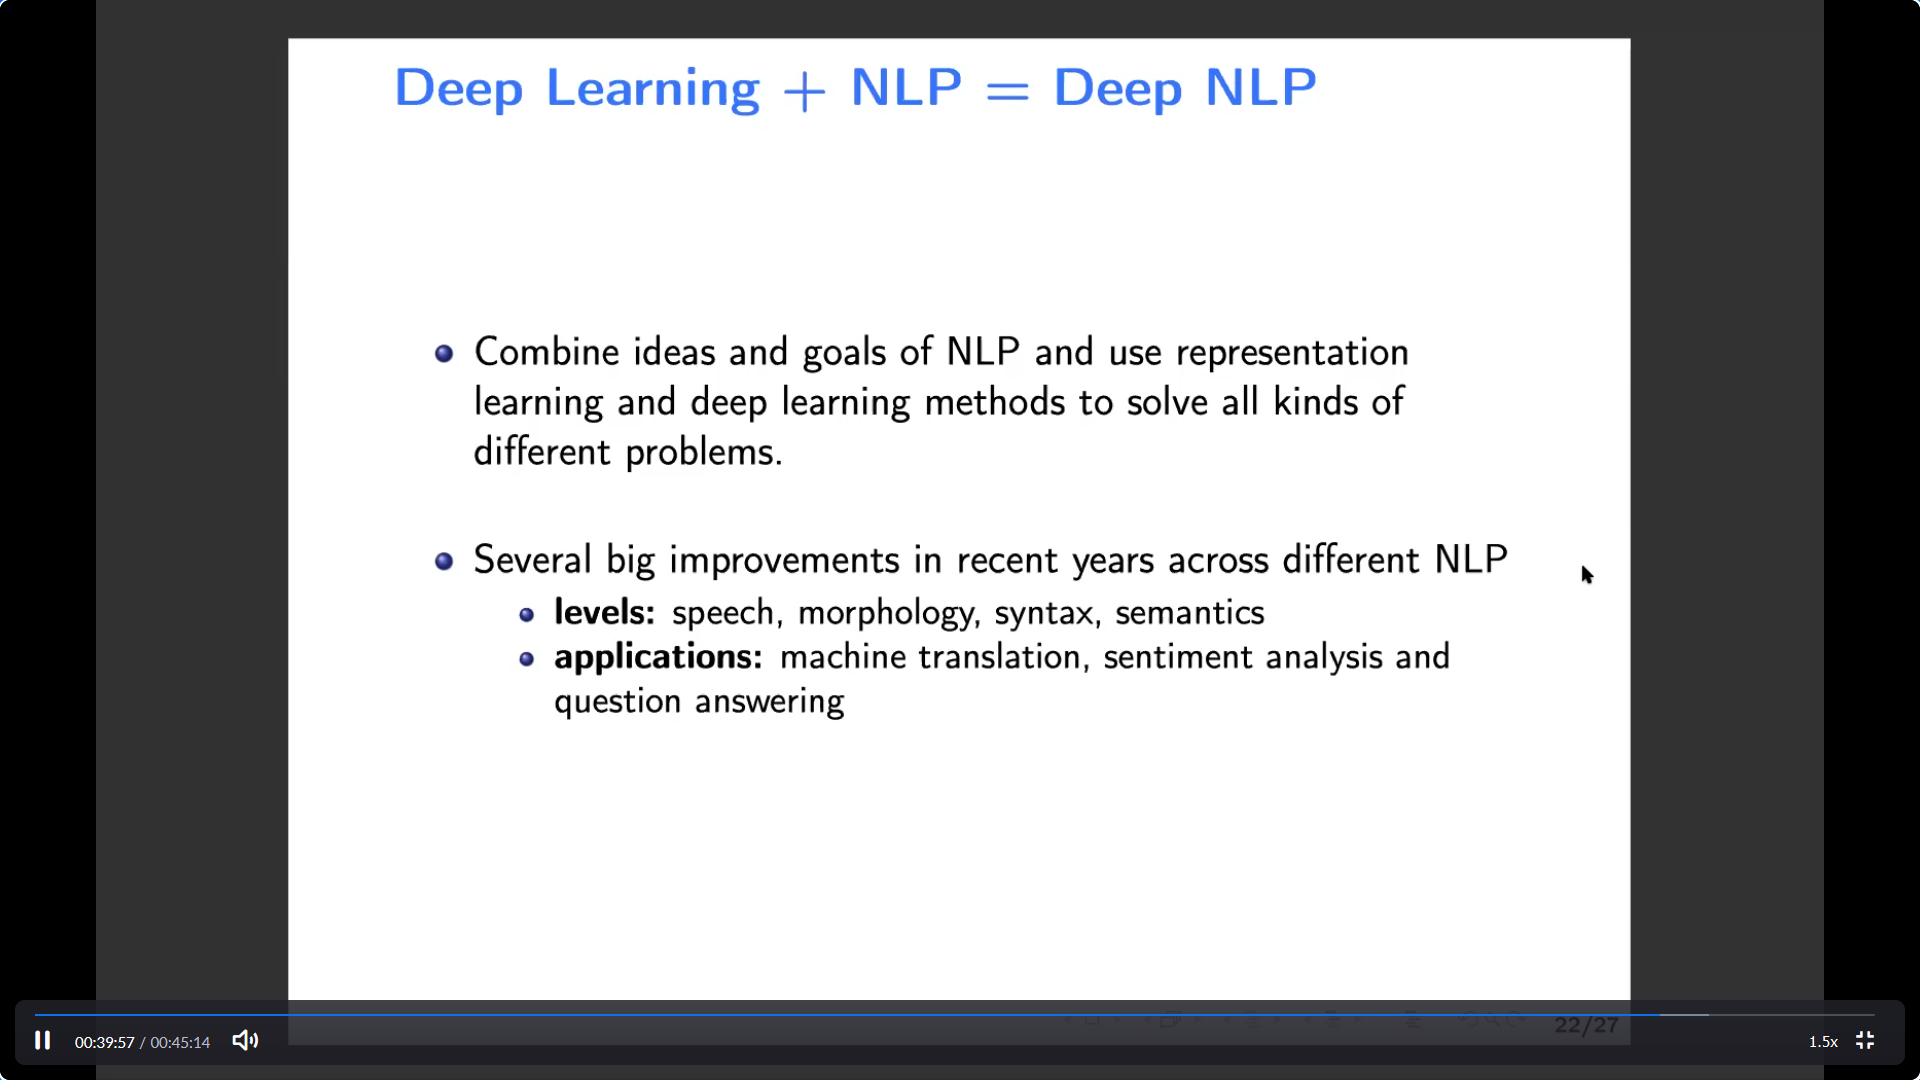 Deep Learning + NLP = Deep NLP
Combine ideas and goals of NLP and use representation
learning and deep learning methods to solve all kinds of
different problems.
Several big improvements in recent years across different NLP
levels: speech, morphology, syntax, semantics
applications: machine translation, sentiment analysis and
question answering
22/27
00:39:57 / 00:45:14
1.5x